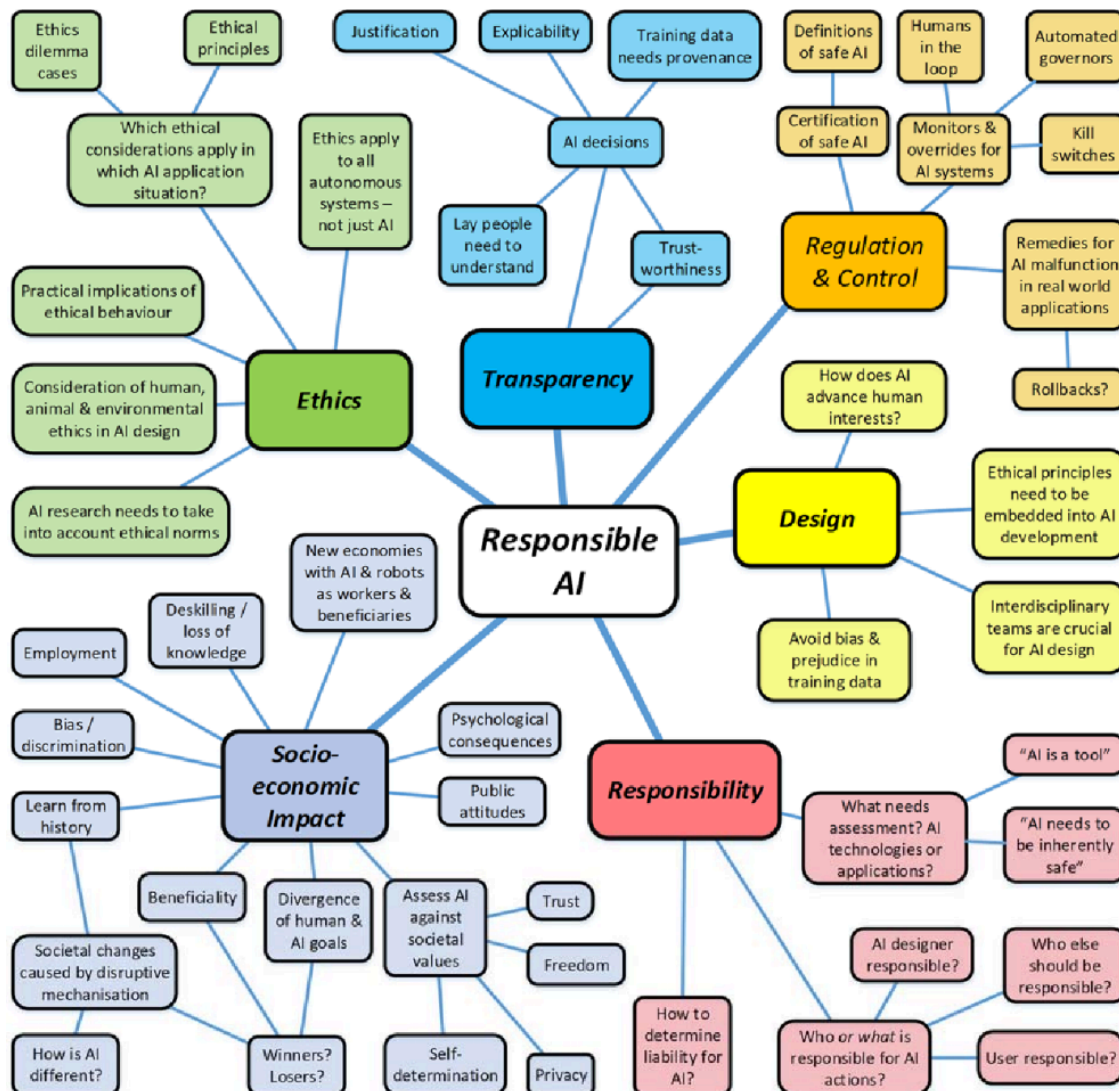 Ethics
dilemma
cases
Ethical
principles
Which ethical
considerations apply in
which AI application
situation?
Ethics apply
to all
autonomous
systems –
not just AI
Practical implications of
ethical behaviour
Consideration of human,
animal & environmental
ethics in AI design
AI research needs to take
into account ethical norms
Ethics
Justification
Explicability
Training data
needs provenance
AI decisions
Lay people
need to
understand
Trust-
worthiness
Transparency
Definitions
of safe AI
Humans
in the
loop
Automated
governors
Certification
of safe AI
Monitors &
overrides for
AI systems
Kill
switches
Regulation
& Control
Remedies for
AI malfunction
in real world
applications
Rollbacks?
How does AI
advance human
interests?
Design
Ethical principles
need to be
embedded into AI
development
Interdisciplinary
teams are crucial
for AI design
Avoid bias &
prejudice in
training data
Responsible
AI
New economies
with AI & robots
as workers &
beneficiaries
Deskilling /
loss of
knowledge
Employment
Bias /
discrimination
Learn from
history
Socio-
economic
Impact
Psychological
consequences
Public
attitudes
Beneficiality
Divergence
of human &
AI goals
Assess AI
against
societal
values
Trust
Freedom
Societal changes
caused by disruptive
mechanisation
How is AI
different?
Winners?
Losers?
Self-
determination
Privacy
Responsibility
What needs
assessment? AI
technologies or
applications?
“AI is a tool”
“AI needs to
be inherently
safe”
How to
determine
liability for
AI?
AI designer
responsible?
Who else
should be
responsible?
Who or what is
responsible for AI
actions?
User responsible?